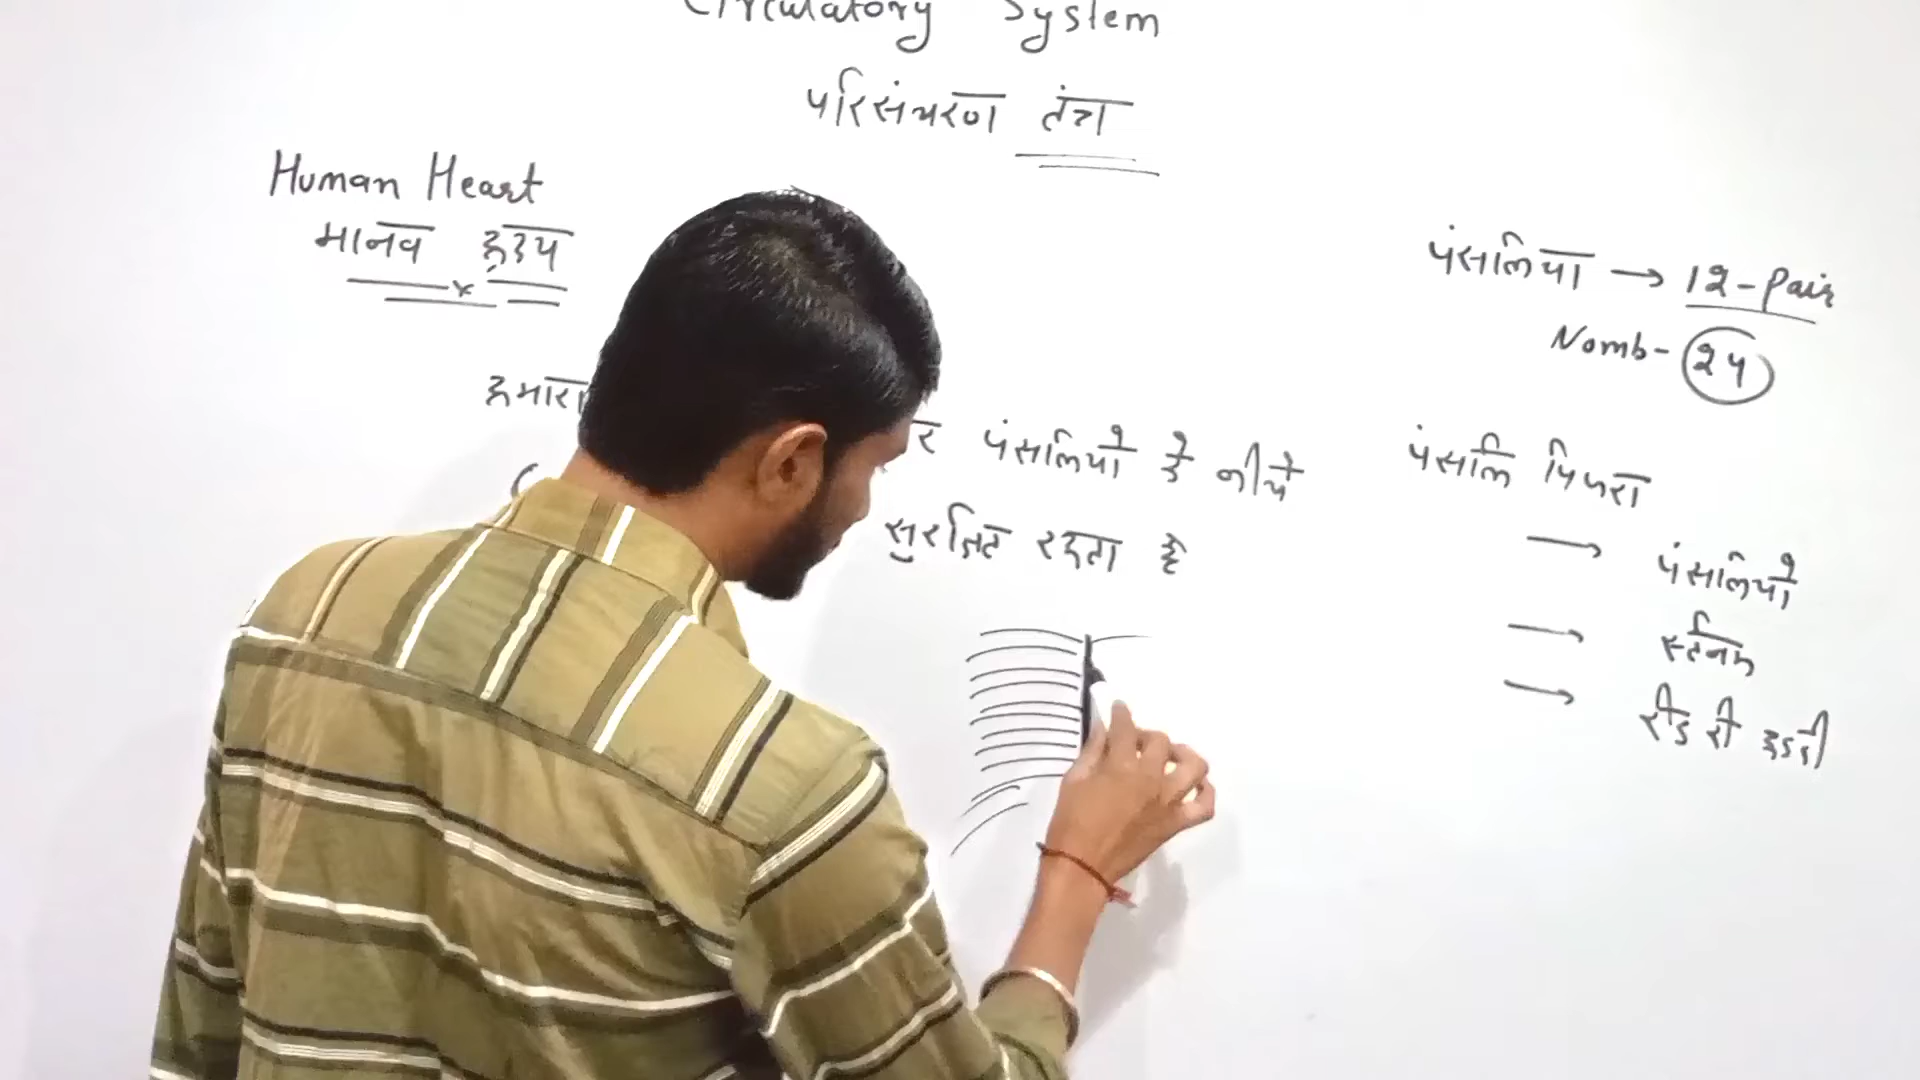 Circulatory System
परिसंचरण तंत्र
Human Heart
मानव हृदय
हमारा
पंसलियों के नीचे
सुरक्षित रहता है
पंसलिया → 12-Pair
Nomb- 24
पंसलि पिंजरा
→ पंसलियों
→ स्टर्नम
→ रीड की हड्डी